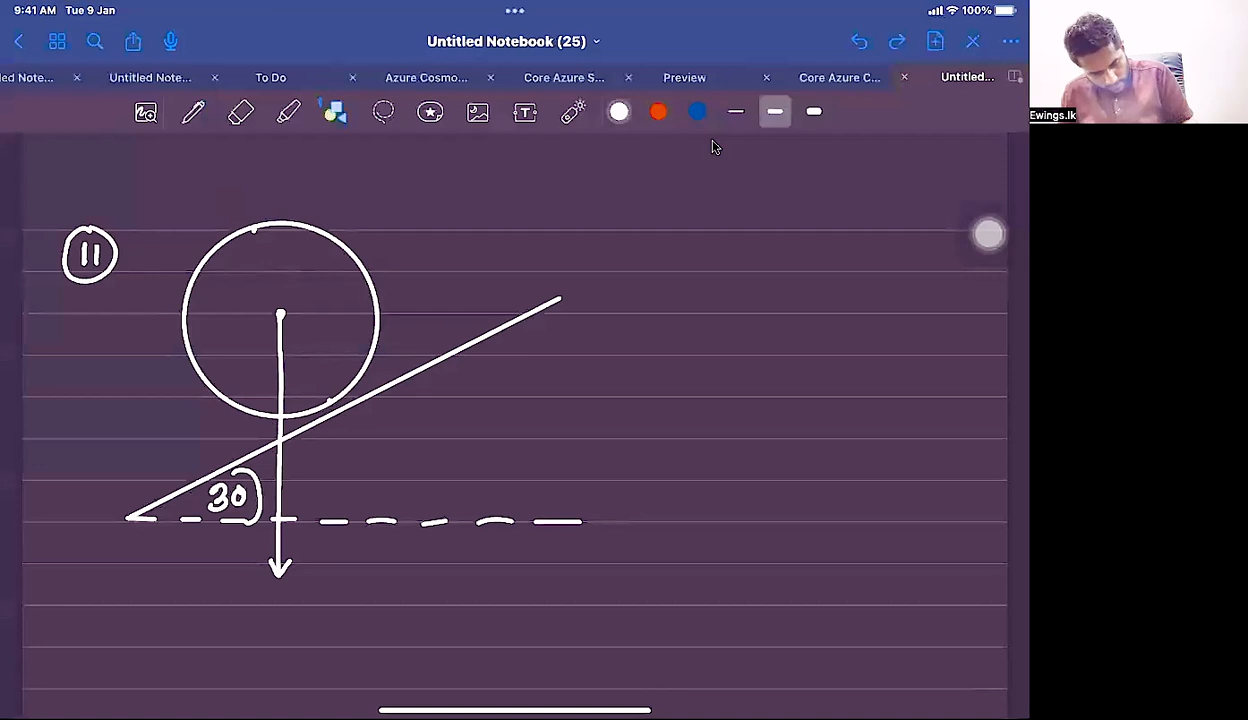 9:41 AM Tue 9 Jan
100%
Untitled Notebook (25)
led Note...
Untitled Note...
To Do
Azure Cosmo...
Core Azure S...
Preview
Core Azure C...
Untitled...
T
Ewings.lk
11
30